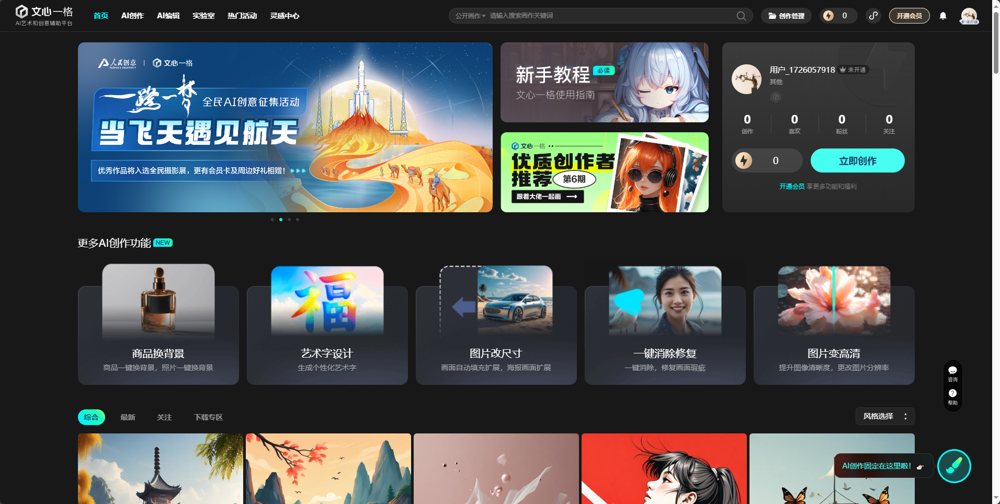 文心一格
AI艺术和创意辅助平台
首页
AI创作
AI编辑
实验室
热门活动
灵感中心
公开画作
请输入搜索画作关键词
创作管理
0
开通会员
未开通
人民创意
PEOPLE'S CREATIVITY
文心一格
一跨一步
全民AI创意征集活动
当飞天遇见航天
优秀作品将入选全民摄影展，更有会员卡及周边好礼相赠！
新手教程
必读
文心一格使用指南
文心一格
优质创作者
推荐
第6期
跟着大佬一起画
用户_1726057918
未开通
其他
0
创作
0
喜欢
0
粉丝
0
关注
0
立即创作
开通会员 享更多功能和福利
更多AI创作功能
NEW
福
商品换背景
商品一键换背景，照片一键换背景
艺术字设计
生成个性化艺术字
图片改尺寸
画面自动填充扩展，海报画面扩展
一键消除修复
一键消除，修复画面瑕疵
图片变高清
提升图像清晰度，更改图片分辨率
咨询
帮助
综合
最新
关注
下载专区
风格选择
AI创作固定在这里啦！